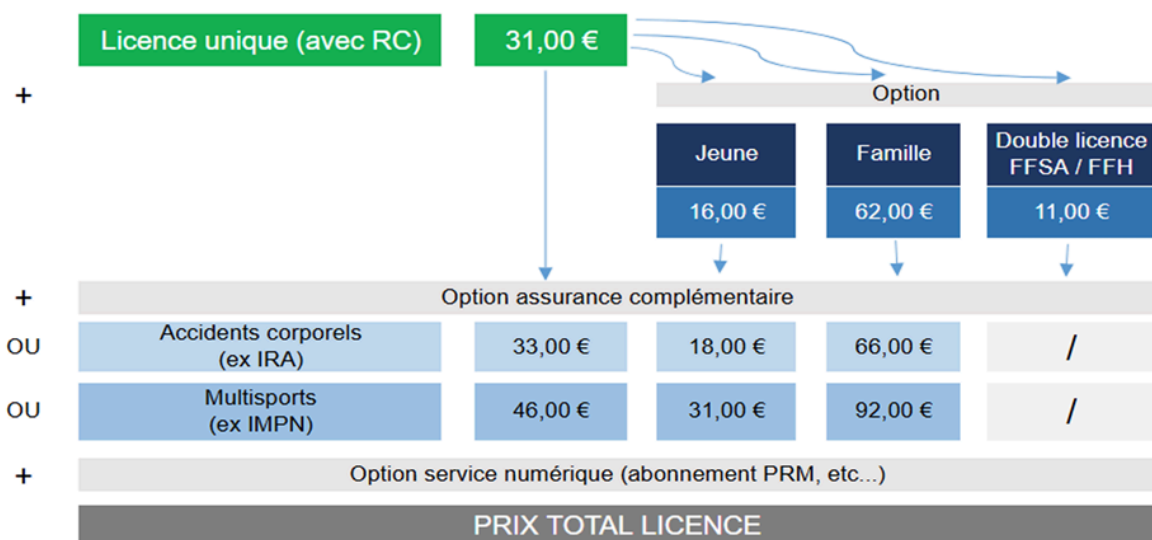 Licence unique (avec RC) 31,00 €
+ Option
Jeune Famille Double licence
FFSA / FFH
16,00 € 62,00 € 11,00 €
+ Option assurance complémentaire
OU Accidents corporels
(ex IRA) 33,00 € 18,00 € 66,00 € /
OU Multisports
(ex IMPN) 46,00 € 31,00 € 92,00 € /
+ Option service numérique (abonnement PRM, etc...)
PRIX TOTAL LICENCE